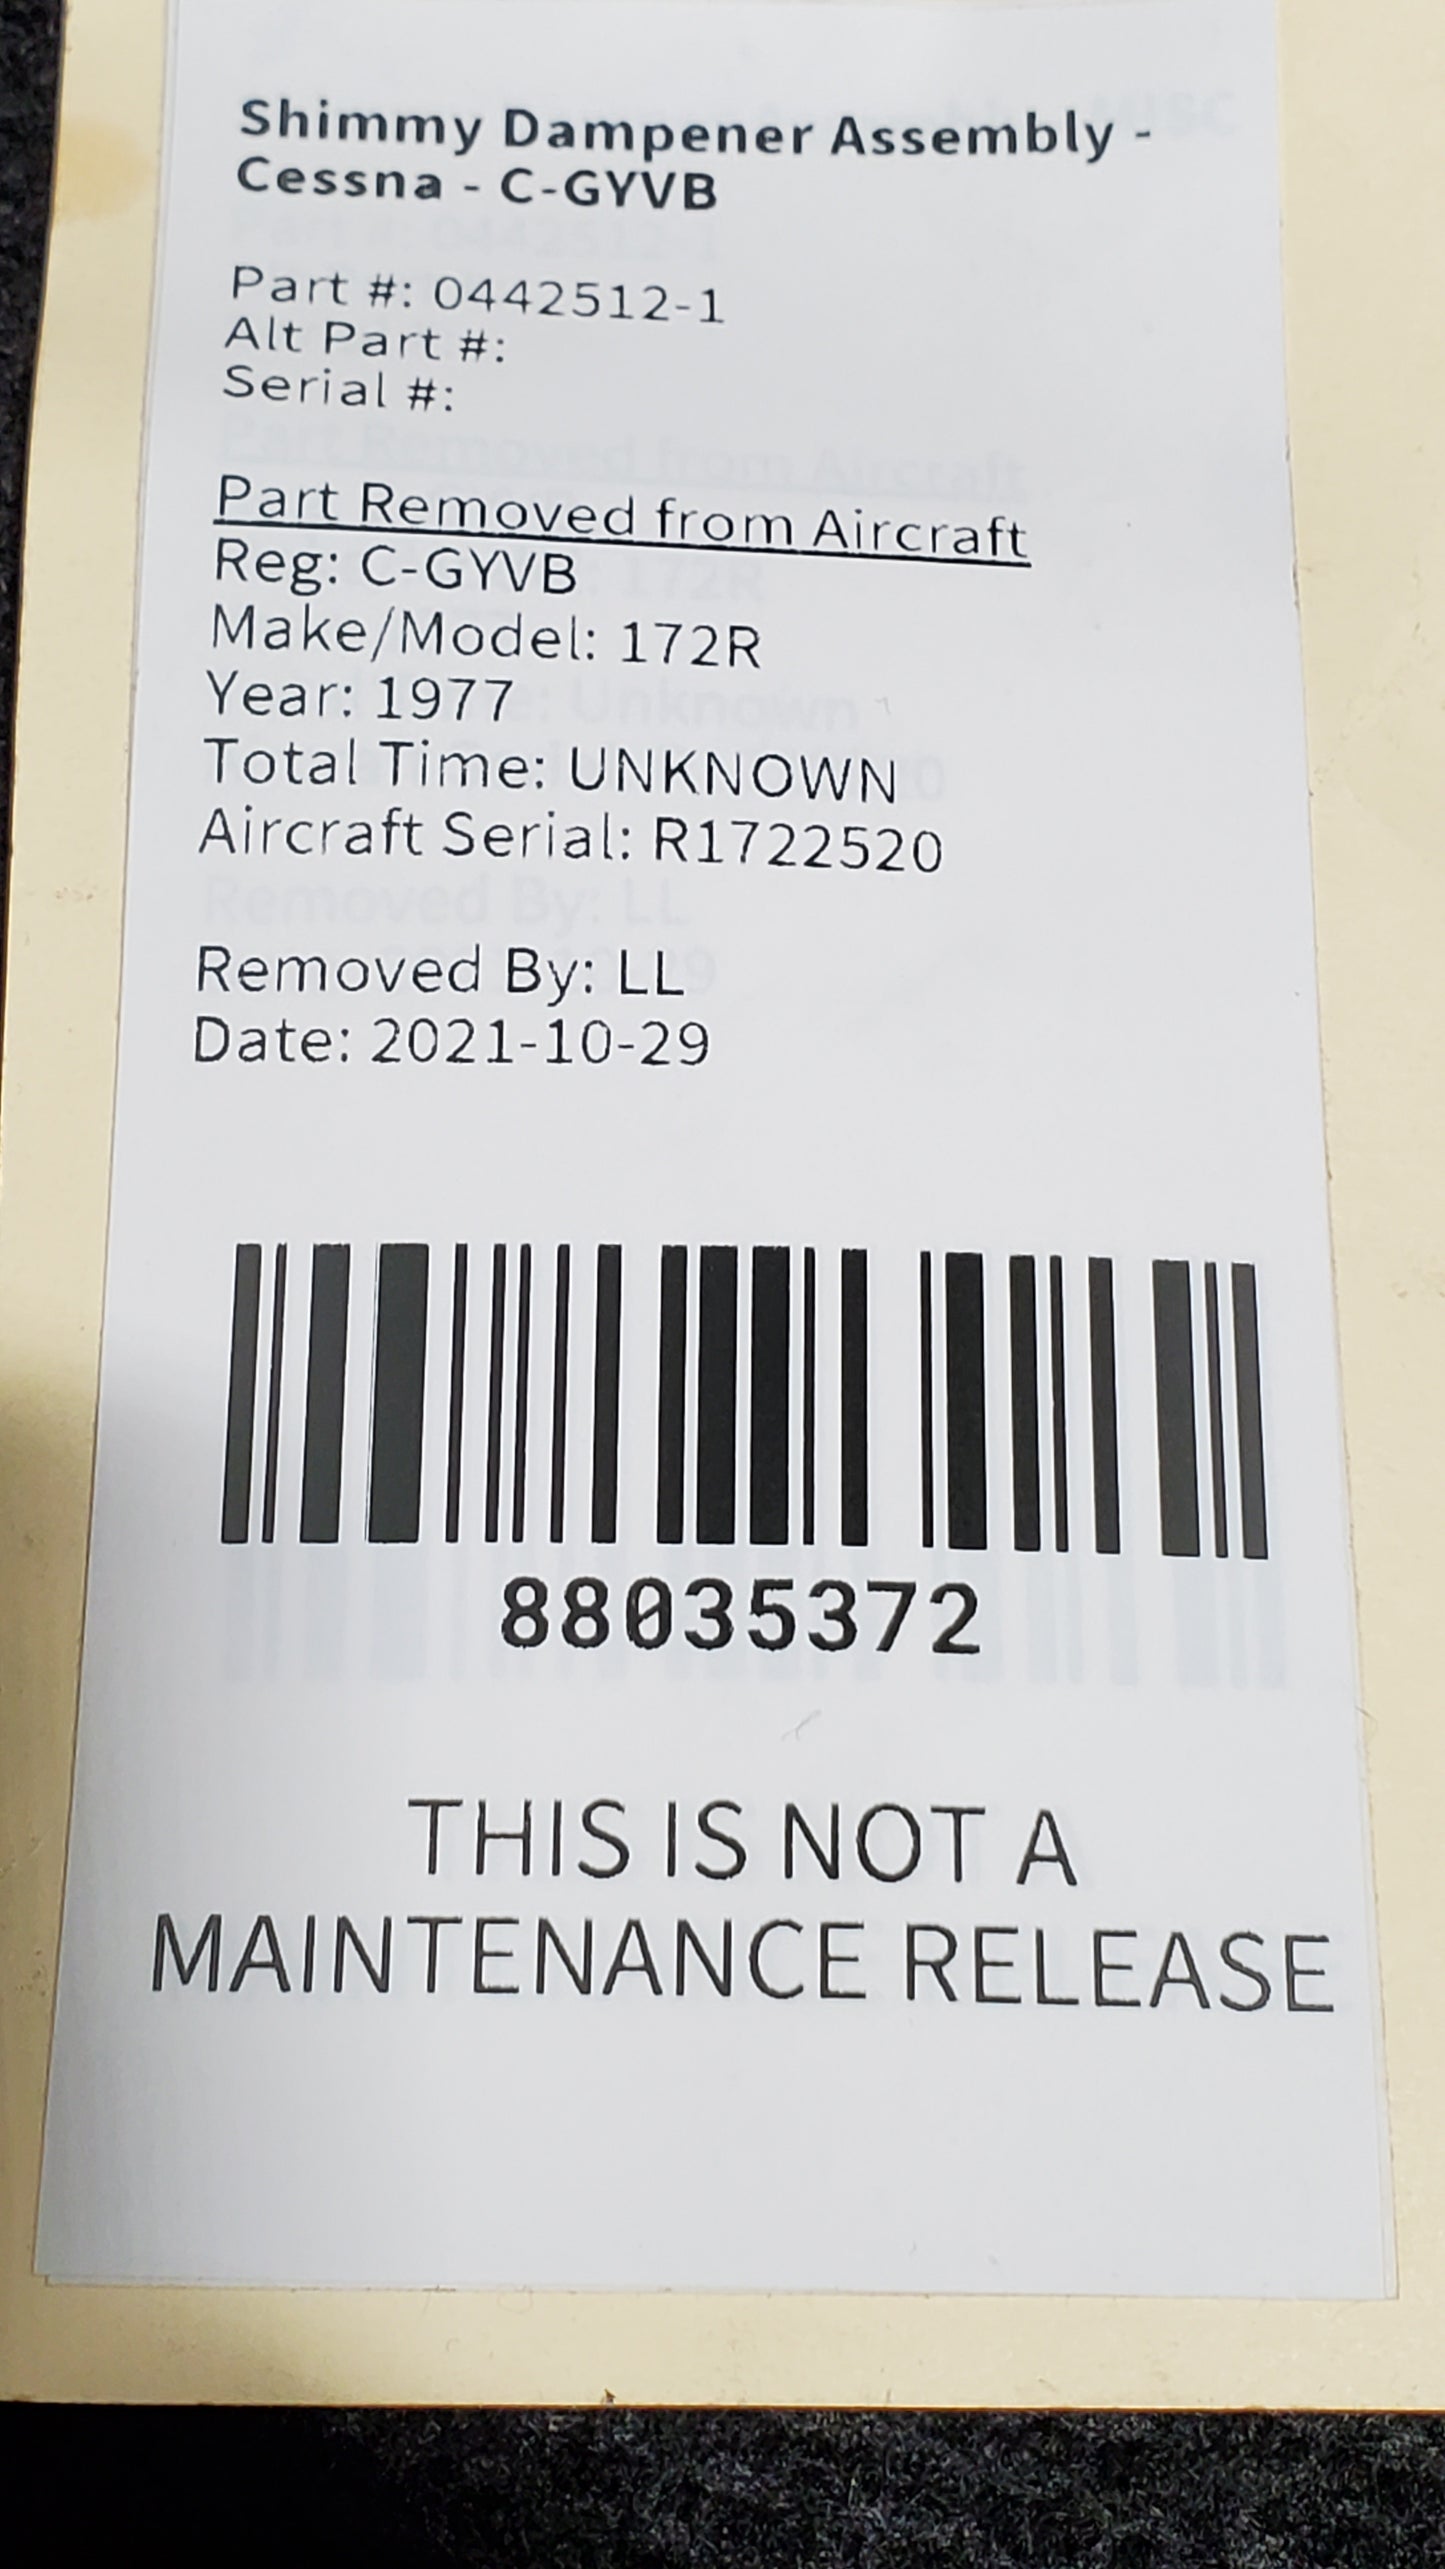 Shimmy Dampener Assembly -
Cessna - C-GYVB
Part #: 0442512-1
Alt Part #:
Serial #:
Part Removed from Aircraft
Reg: C-GYVB
Make/Model: 172R
Year: 1977
Total Time: UNKNOWN
Aircraft Serial: R1722520
Removed By: LL
Date: 2021-10-29
88035372
THIS IS NOT A
MAINTENANCE RELEASE